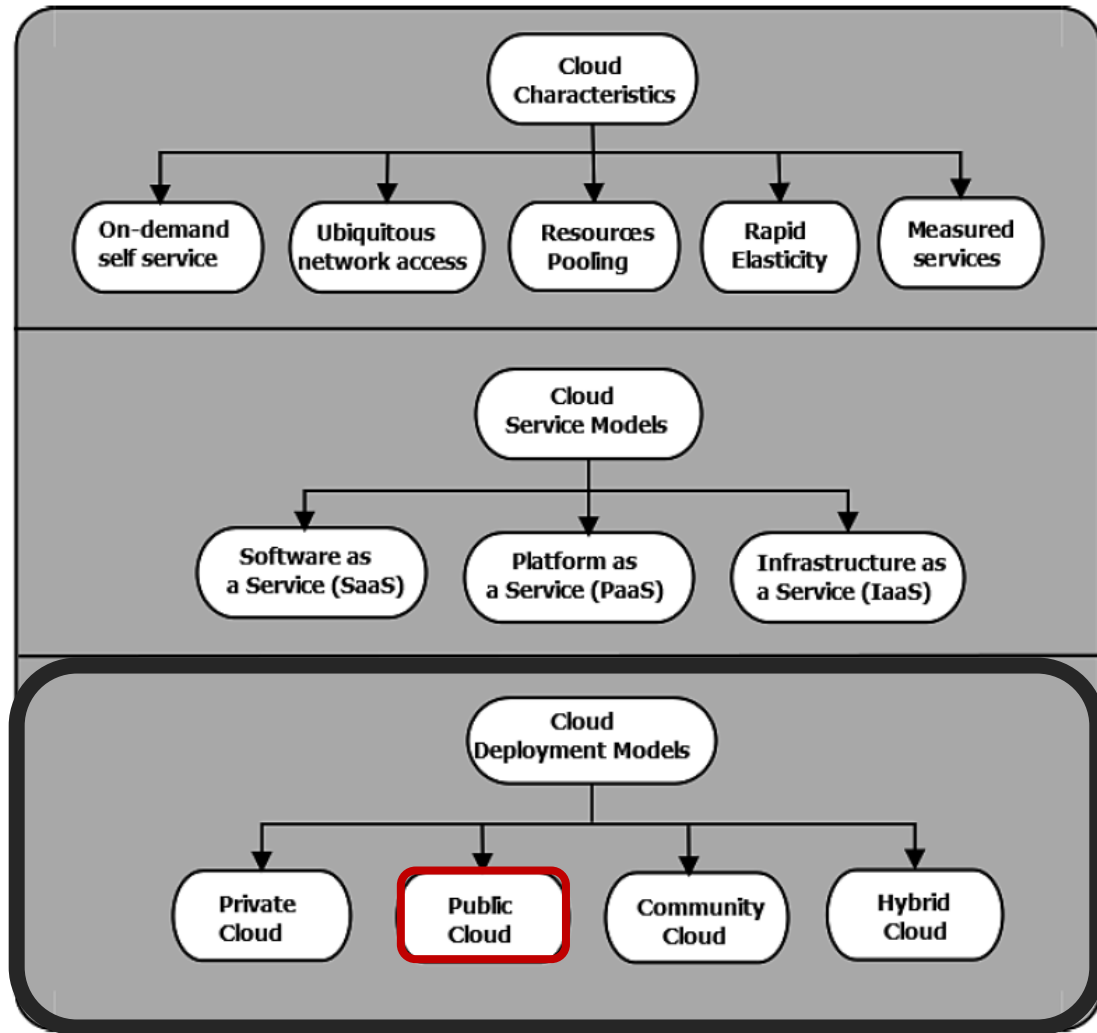 Cloud
Characteristics
On-demand
self service
Ubiquitous
network access
Resources
Pooling
Rapid
Elasticity
Measured
services
Cloud
Service Models
Software as
a Service (SaaS)
Platform as
a Service (PaaS)
Infrastructure as
a Service (IaaS)
Cloud
Deployment Models
Private
Cloud
Public
Cloud
Community
Cloud
Hybrid
Cloud